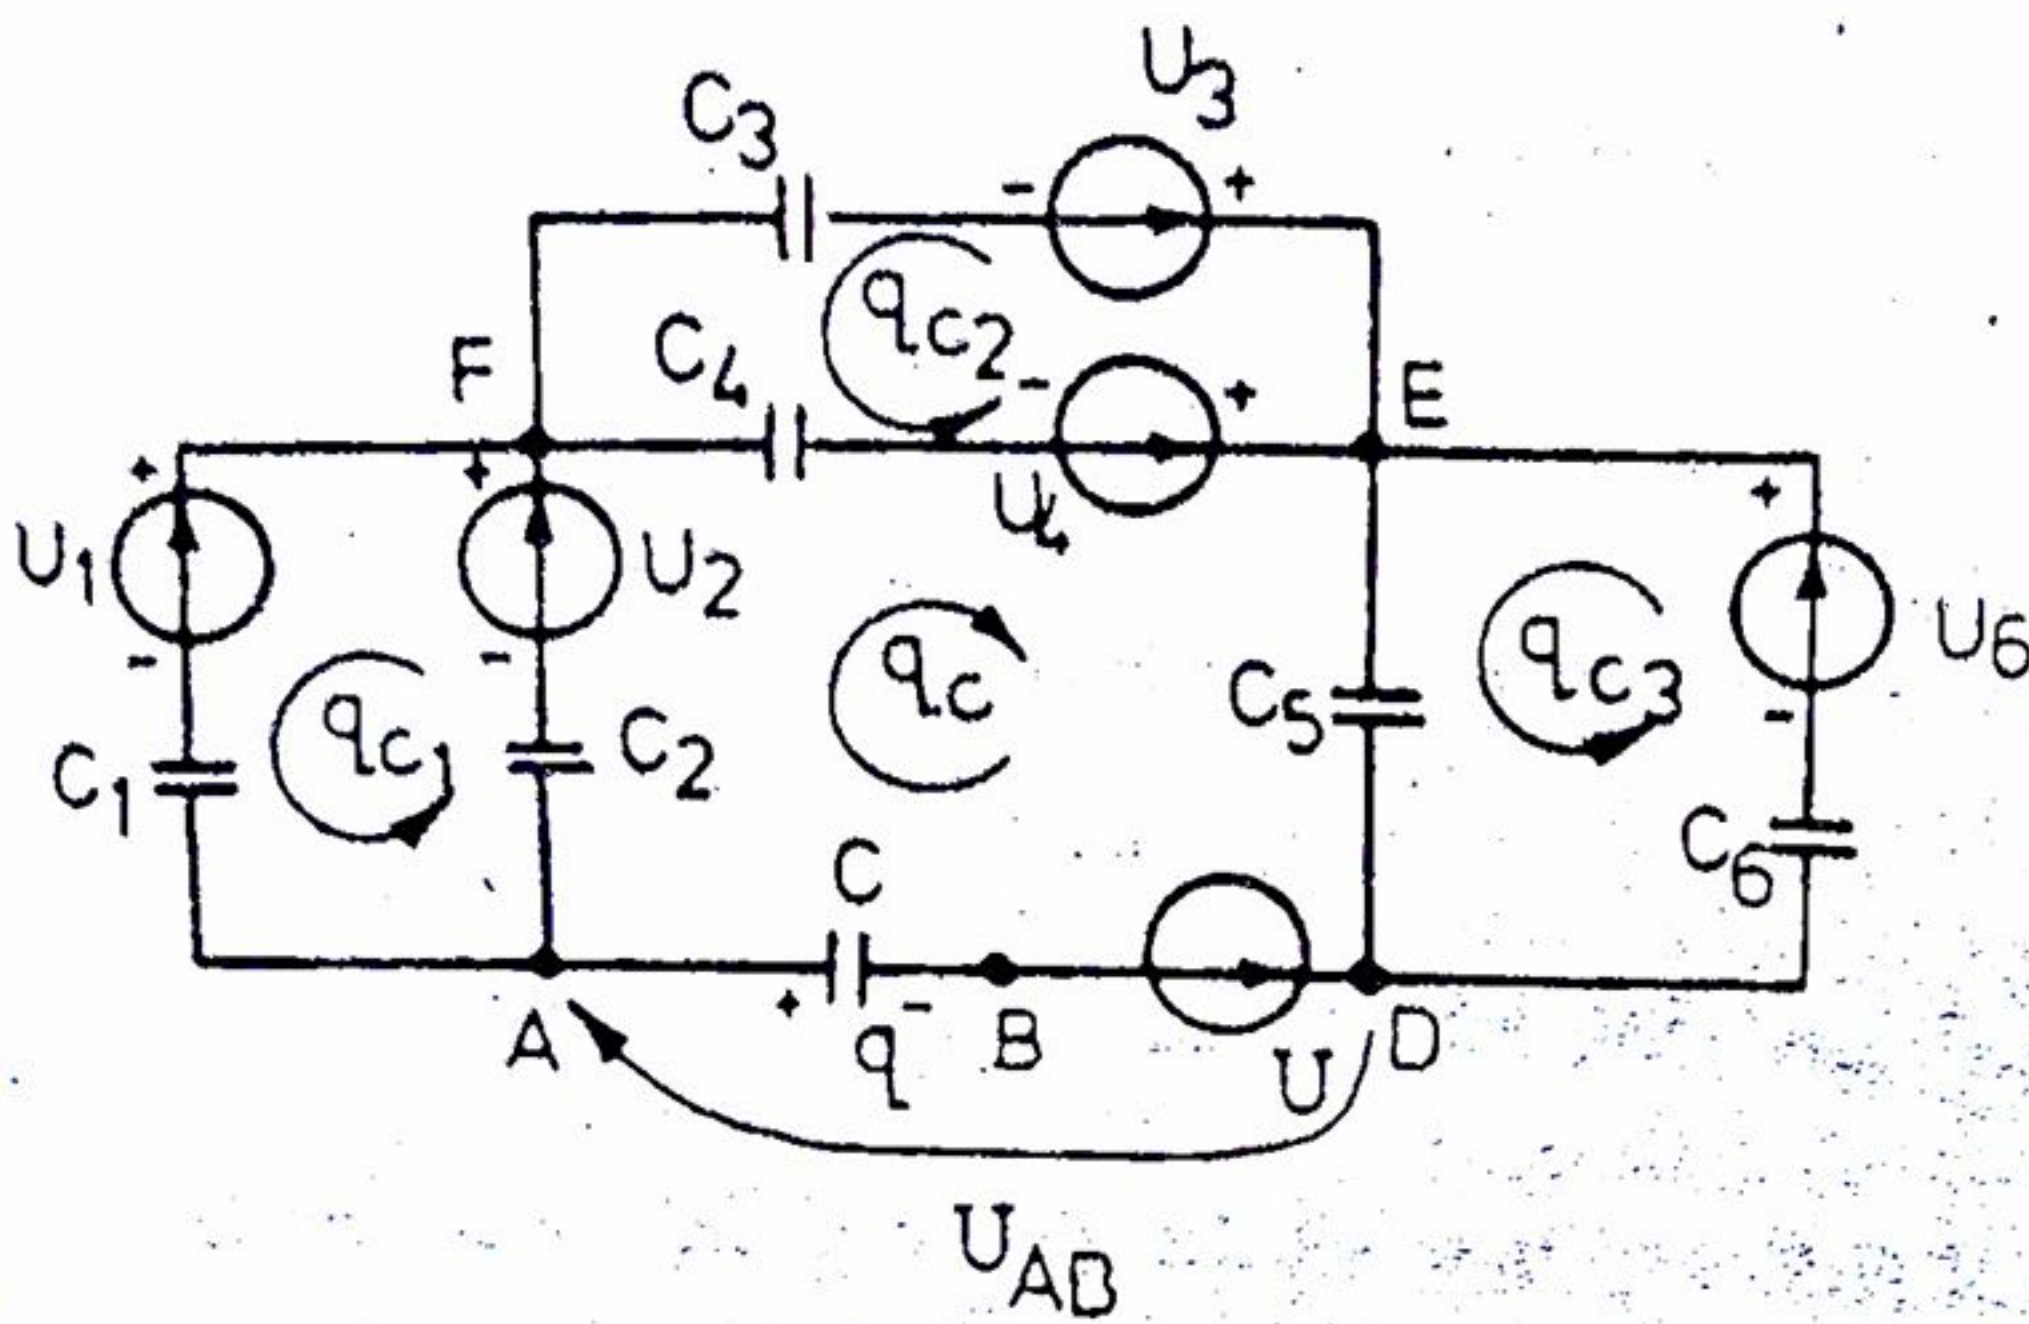 U3
C3
- +
qc2
C4
- +
F
E
U4
+ + +
U1
U2
U6
- - -
qc
qc3
C5
qc1
C1
C2
C6
C
+ -
A
q
B
U
D
UAB